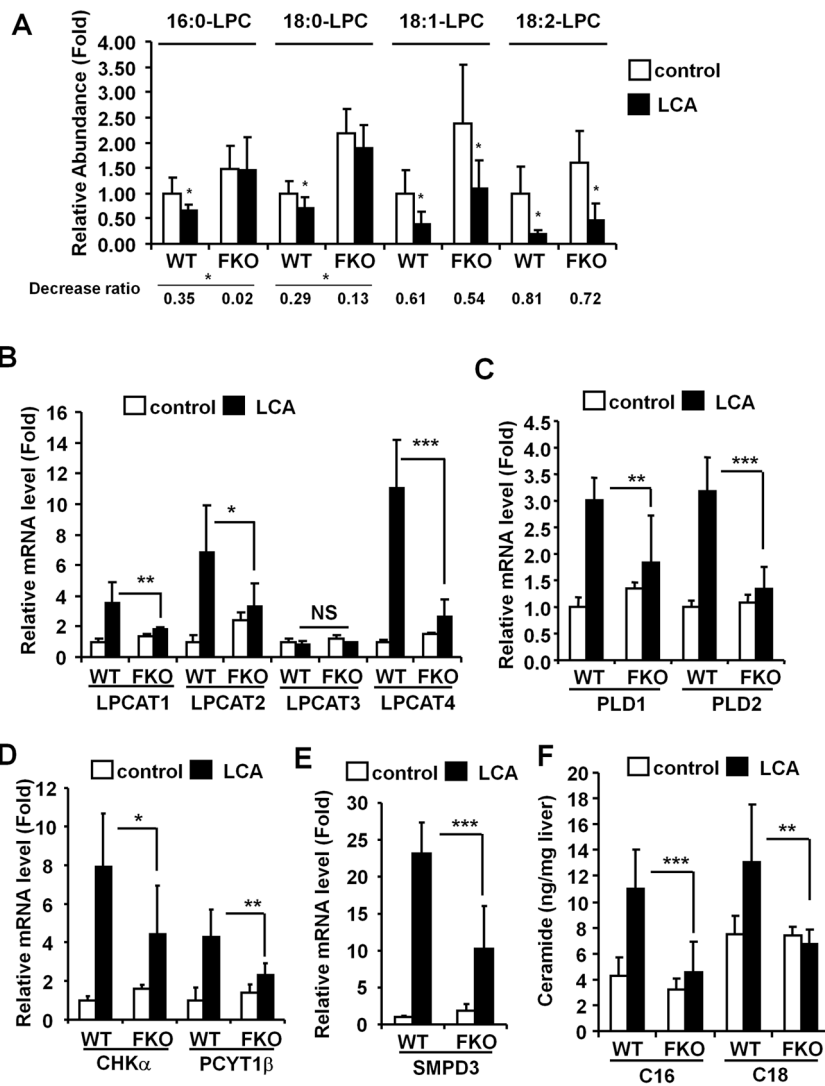 A
16:0-LPC 18:0-LPC 18:1-LPC 18:2-LPC
Relative Abundance (Fold)
4.00
3.50
3.00
2.50
2.00
1.50
1.00
0.50
0.00
control
LCA
* * * * * *
WT FKO WT FKO WT FKO WT FKO
* *
Decrease ratio
0.35 0.02 0.29 0.13 0.61 0.54 0.81 0.72
B
control LCA
Relative mRNA level (Fold)
16
14
12
10
8
6
4
2
0
** * NS ***
WT FKO WT FKO WT FKO WT FKO
LPCAT1 LPCAT2 LPCAT3 LPCAT4
C
control LCA
Relative mRNA level (Fold)
4.5
4.0
3.5
3.0
2.5
2.0
1.5
1.0
0.5
0.0
** ***
WT FKO WT FKO
PLD1 PLD2
D
control LCA
Relative mRNA level (Fold)
12
10
8
6
4
2
0
* **
WT FKO WT FKO
CHKα PCYT1β
E
control LCA
Relative mRNA level (Fold)
30
25
20
15
10
5
0
***
WT FKO
SMPD3
F
control LCA
Ceramide (ng/mg liver)
20
18
16
14
12
10
8
6
4
2
0
*** **
WT FKO WT FKO
C16 C18